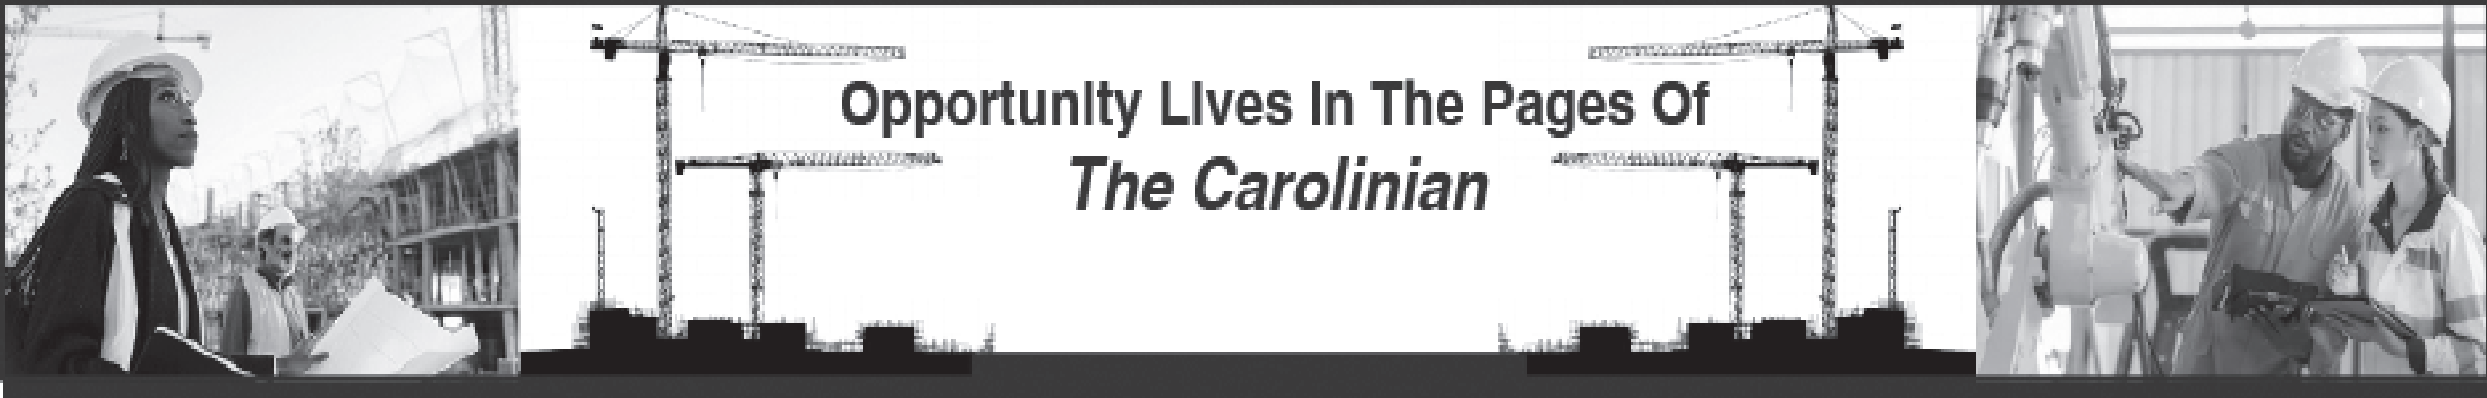 Opportunity Lives In The Pages Of
The Carolinian